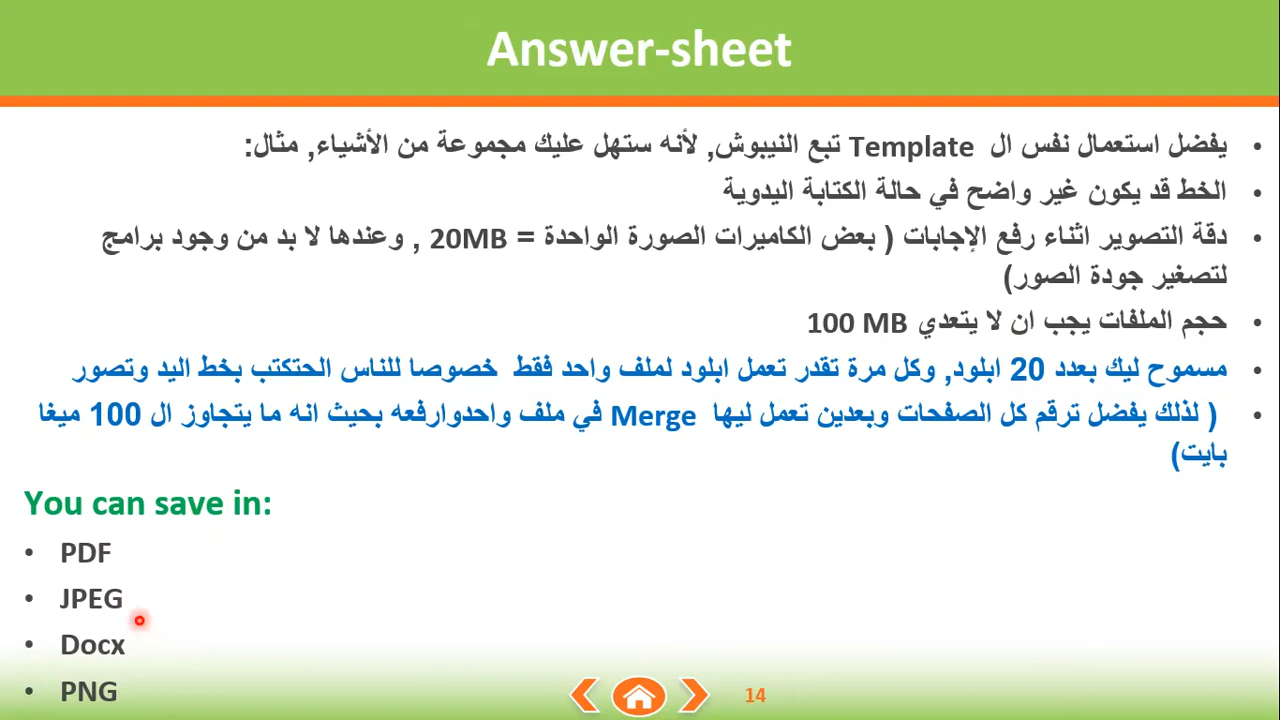 Answer-sheet
• يفضل استعمال نفس ال Template تبع النيبوش, لأنه ستهل عليك مجموعة من الأشياء, مثال:
• الخط قد يكون غير واضح في حالة الكتابة اليدوية
• دقة التصوير اثناء رفع الإجابات ( بعض الكاميرات الصورة الواحدة = 20MB , وعندها لا بد من وجود برامج
لتصغير جودة الصور)
• حجم الملفات يجب ان لا يتعدي 100 MB
• مسموح ليك بعدد 20 ابلود, وكل مرة تقدر تعمل ابلود لملف واحد فقط خصوصا للناس الحتكتب بخط اليد وتصور
• ( لذلك يفضل ترقم كل الصفحات وبعدين تعمل ليها Merge في ملف واحدوارفعه بحيث انه ما يتجاوز ال 100 ميغا
بايت)
You can save in:
• PDF
• JPEG
• Docx
• PNG
14